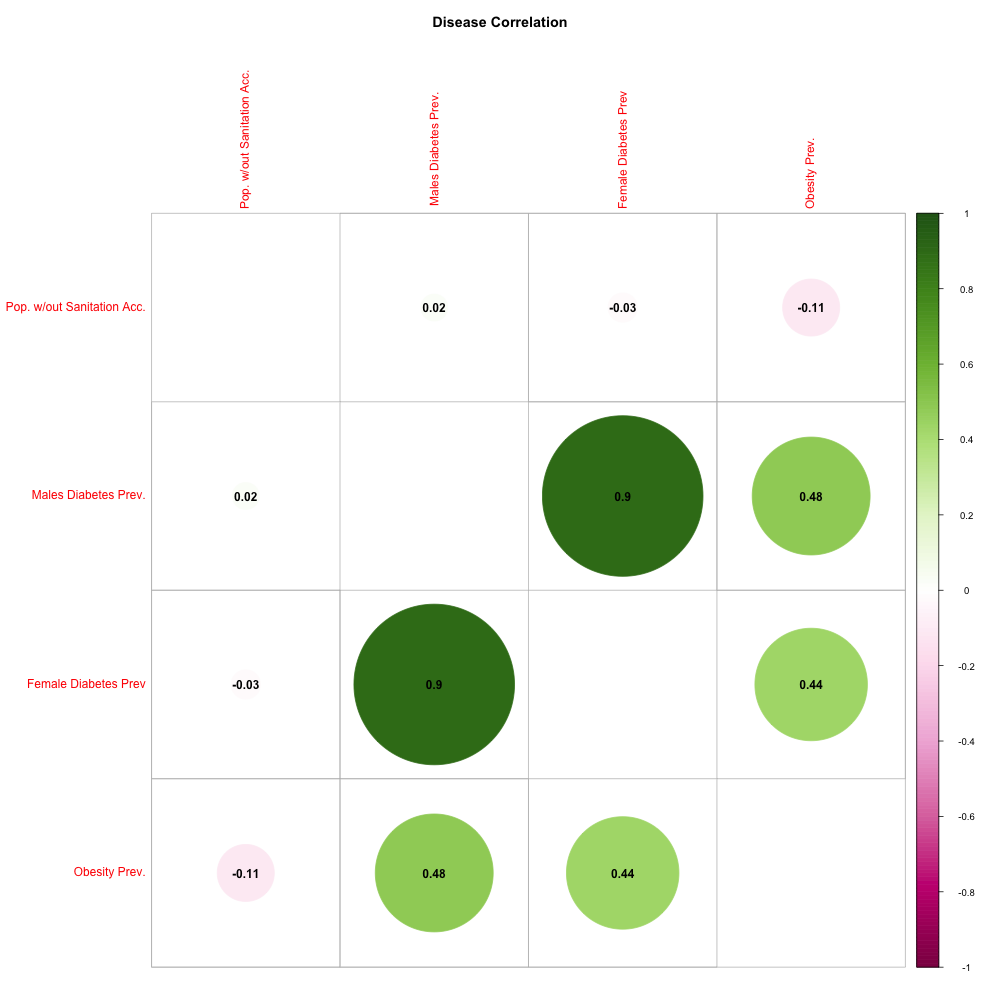 Disease Correlation
Pop. w/out Sanitation Acc.
Males Diabetes Prev.
Female Diabetes Prev
Obesity Prev.
Pop. w/out Sanitation Acc.
0.02
-0.03
-0.11
Males Diabetes Prev.
0.02
0.9
0.48
Female Diabetes Prev
-0.03
0.9
0.44
Obesity Prev.
-0.11
0.48
0.44
1
0.8
0.6
0.4
0.2
0
-0.2
-0.4
-0.6
-0.8
-1